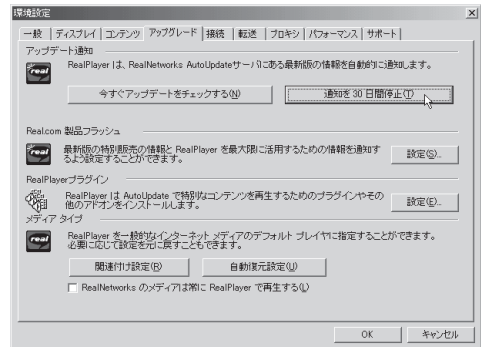 環境設定
一般 ディスプレイ コンテンツ アップグレード 接続 転送 プロキシ パフォーマンス サポート
アップデート通知
real
RealPlayer は、RealNetworks AutoUpdateサーバにある最新版の情報を自動的に通知します。
今すぐアップデートをチェックする(N)
通知を 30 日間停止(T)
Real.com 製品フラッシュ
real
最新版の特別販売の情報と RealPlayer を最大限に活用するための情報を通知す
るよう設定することができます。
設定(S)...
RealPlayerプラグイン
RealPlayer は AutoUpdate で特別なコンテンツを再生するためのプラグインやその
他のアドオンをインストールします。
設定(E)...
メディア タイプ
real
RealPlayer を一般的なインターネット メディアのデフォルト プレイヤに指定することができます。
必要に応じて設定を元に戻すこともできます。
関連付け設定(R)
自動復元設定(U)
RealNetworks のメディアは常に RealPlayer で再生する(L)
OK
キャンセル